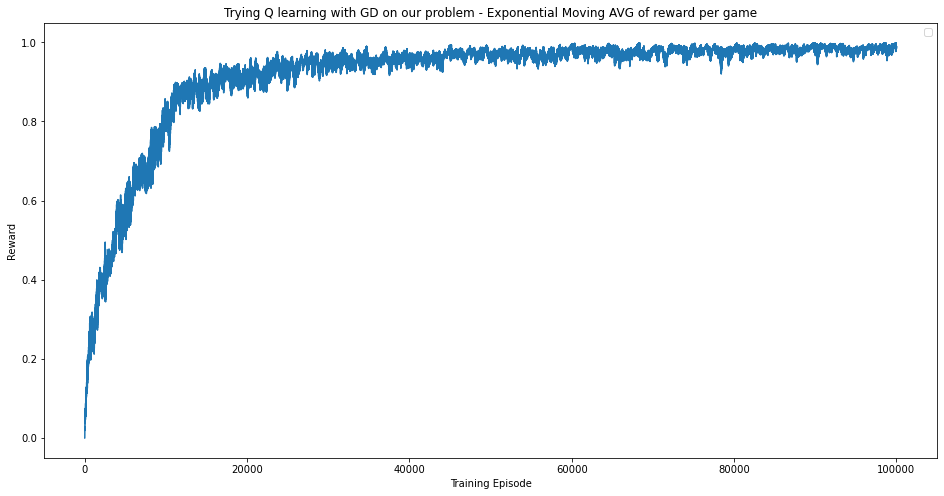 Trying Q learning with GD on our problem - Exponential Moving AVG of reward per game
1.0
0.8
0.6
0.4
0.2
0.0
Reward
0 20000 40000 60000 80000 100000
Training Episode